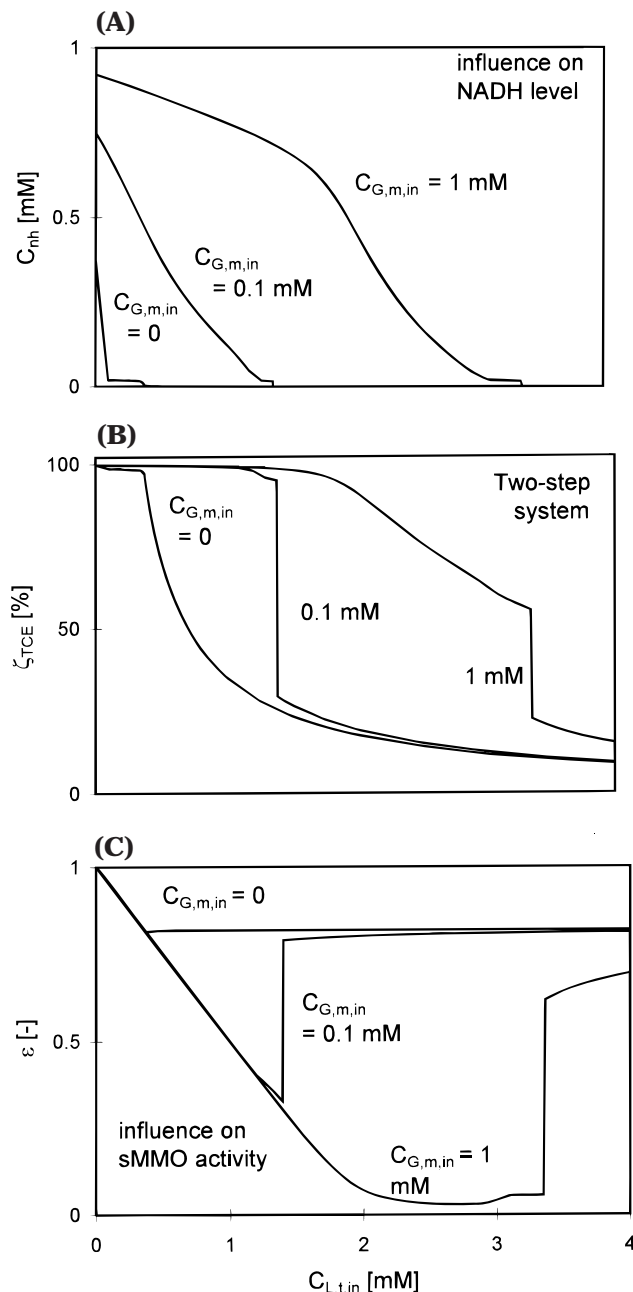 (A)
1
influence on
NADH level
C_G,m,in = 1 mM
C_nh [mM]
0.5
C_G,m,in
= 0.1 mM
C_G,m,in
= 0
0
(B)
100
Two-step
system
C_G,m,in
= 0
ζ_TCE [%]
50
0.1 mM
1 mM
0
(C)
1
C_G,m,in = 0
ε [-]
0.5
C_G,m,in
= 0.1 mM
influence on
sMMO activity
C_G,m,in = 1
mM
0
0 1 2 3 4
C_L,t,in [mM]